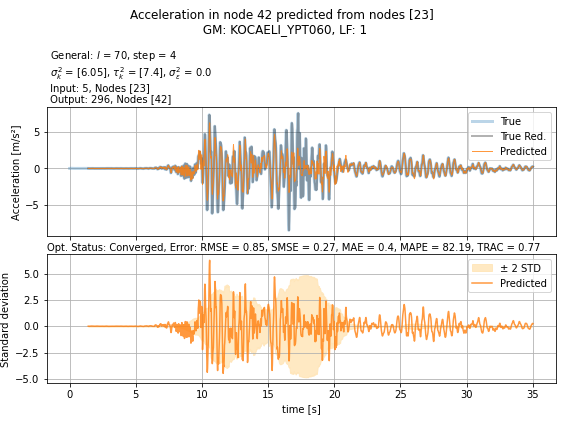 Acceleration in node 42 predicted from nodes [23]
GM: KOCAELI_YPT060, LF: 1
General: l = 70, step = 4
σ²ₖ = [6.05], τ²ₖ = [7.4], σ²ε = 0.0
Input: 5, Nodes [23]
Output: 296, Nodes [42]
Acceleration [m/s²]
5
0
−5
True
True Red.
Predicted
Opt. Status: Converged, Error: RMSE = 0.85, SMSE = 0.27, MAE = 0.4, MAPE = 82.19, TRAC = 0.77
Standard deviation
5.0
2.5
0.0
−2.5
−5.0
± 2 STD
Predicted
0 5 10 15 20 25 30 35
time [s]